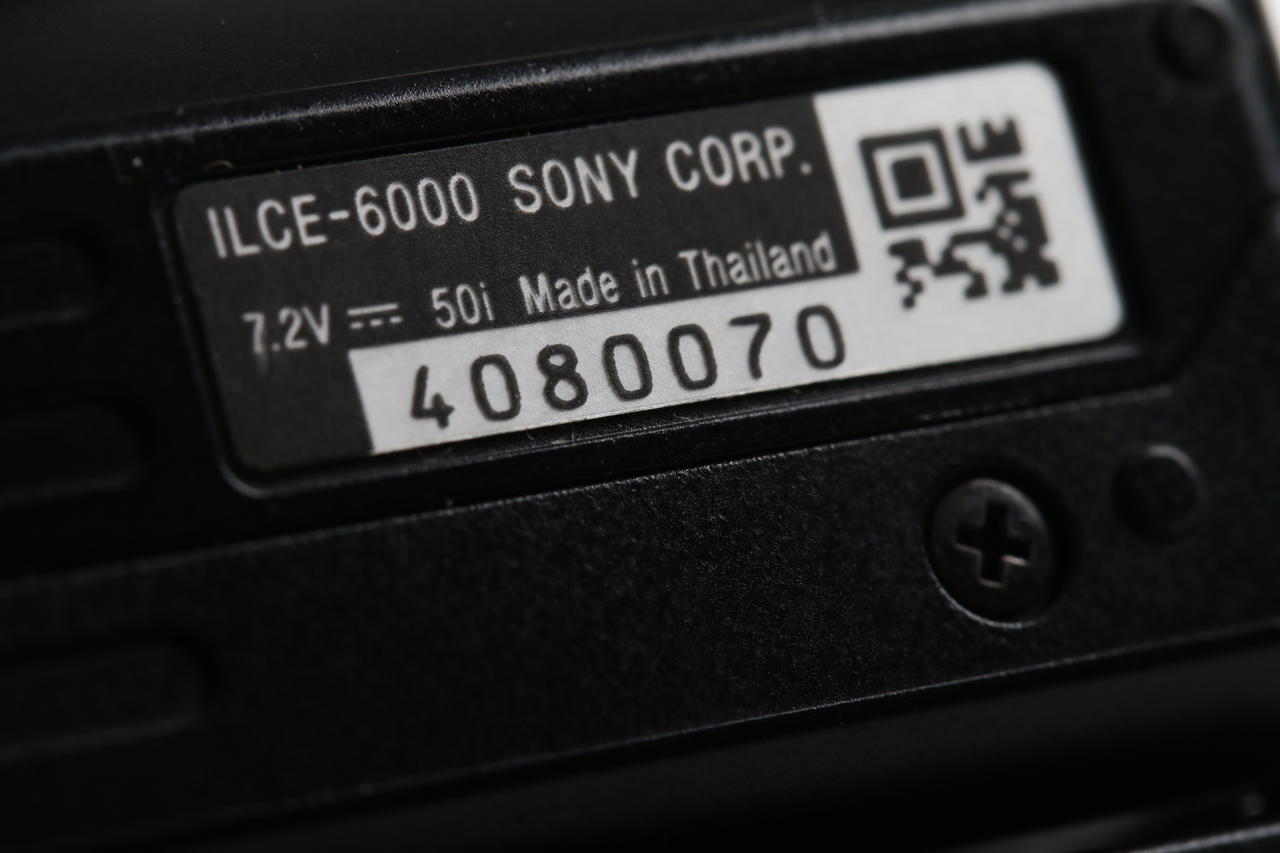 ILCE-6000 SONY CORP.
7.2V ⎓ 50i Made in Thailand
4080070